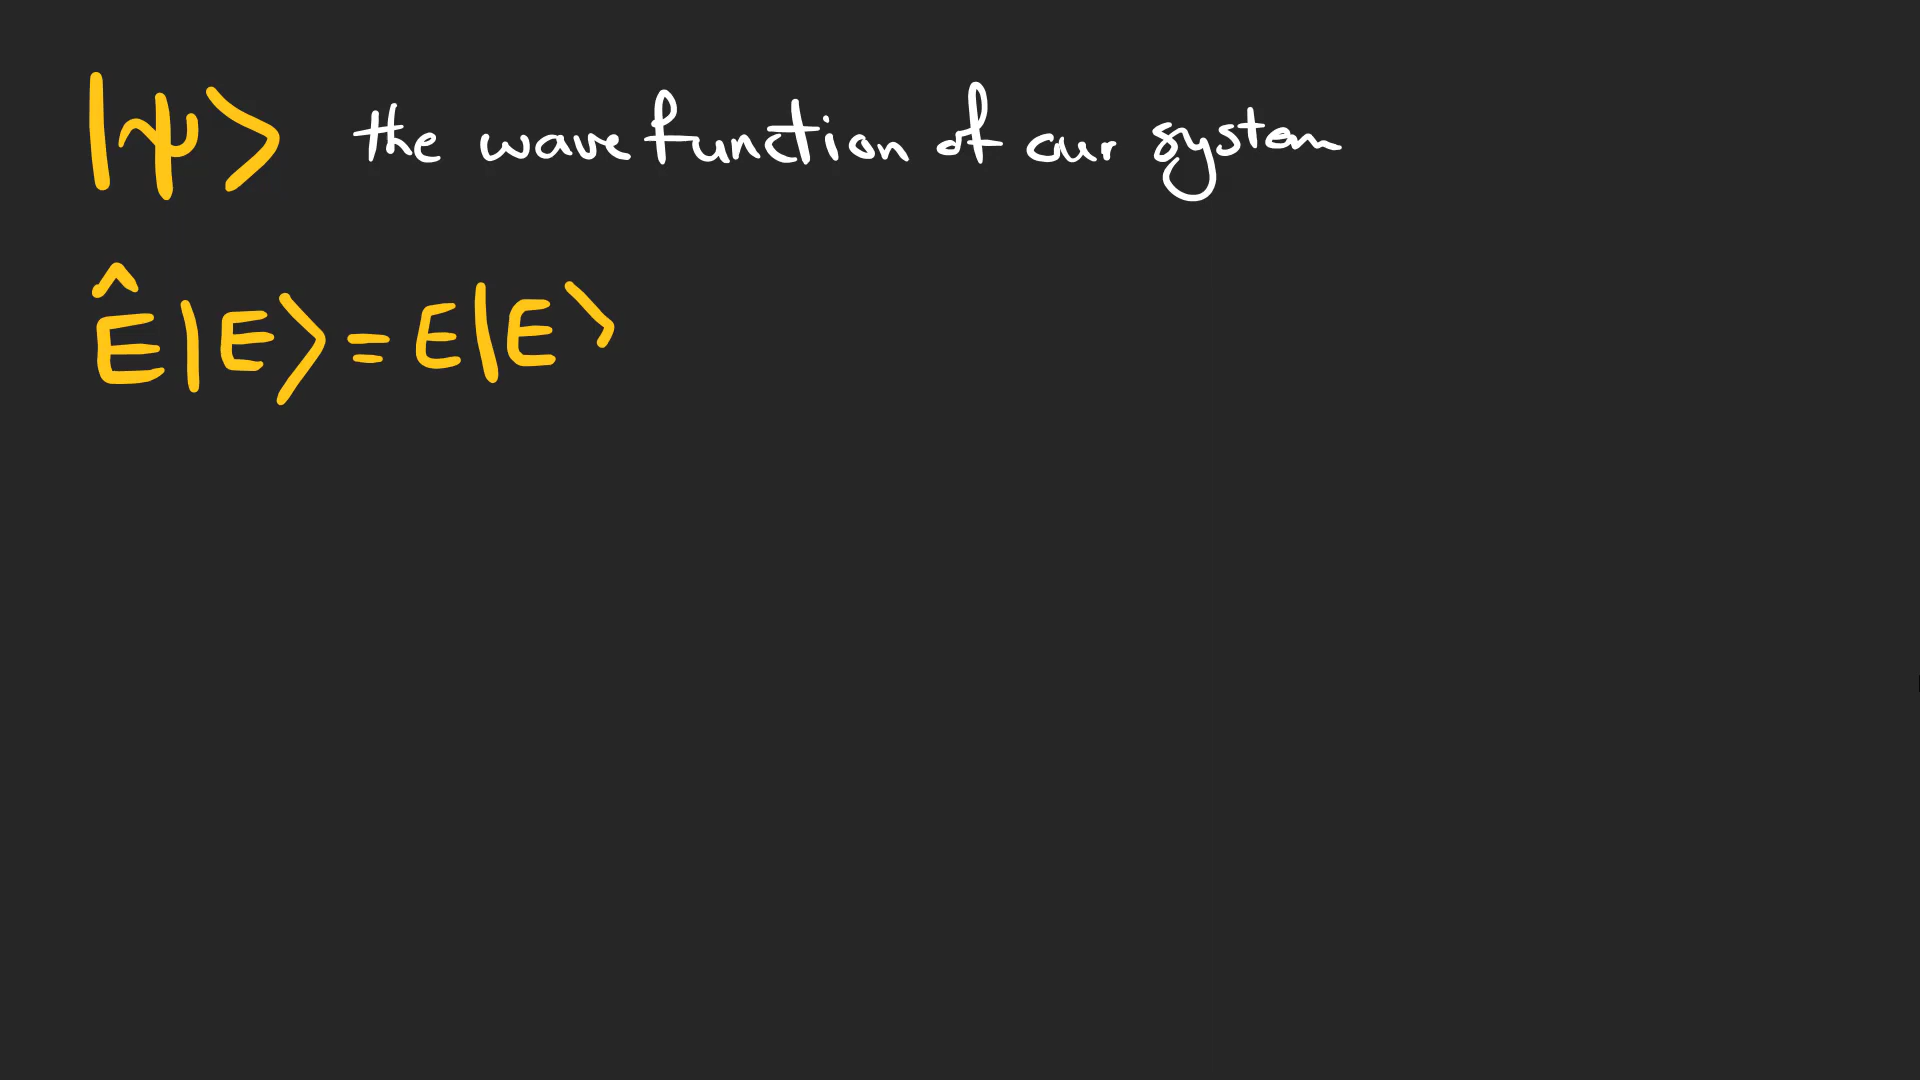 |ψ⟩ the wave function of our system
Ê|E⟩ = E|E⟩